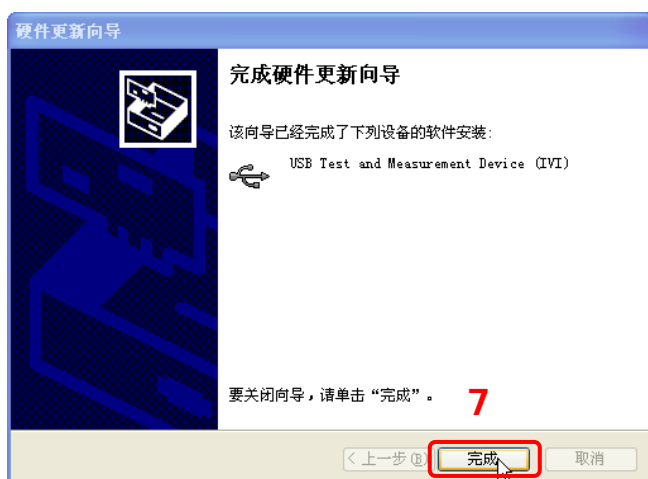 硬件更新向导
完成硬件更新向导
该向导已经完成了下列设备的软件安装:
USB Test and Measurement Device (IVI)
要关闭向导，请单击“完成”。
7
<上一步(B) 完成 取消